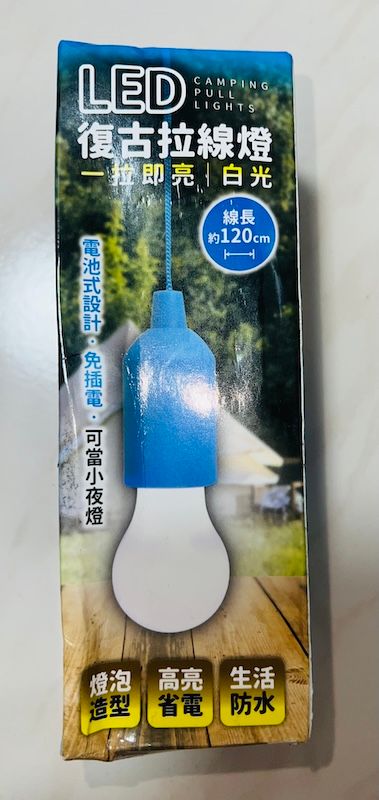 LED
CAMPING
PULL
LIGHTS
復古拉線燈
一拉即亮|白光
線長
約120cm
電池式設計·免插電·可當小夜燈
燈泡
造型
高亮
省電
生活
防水